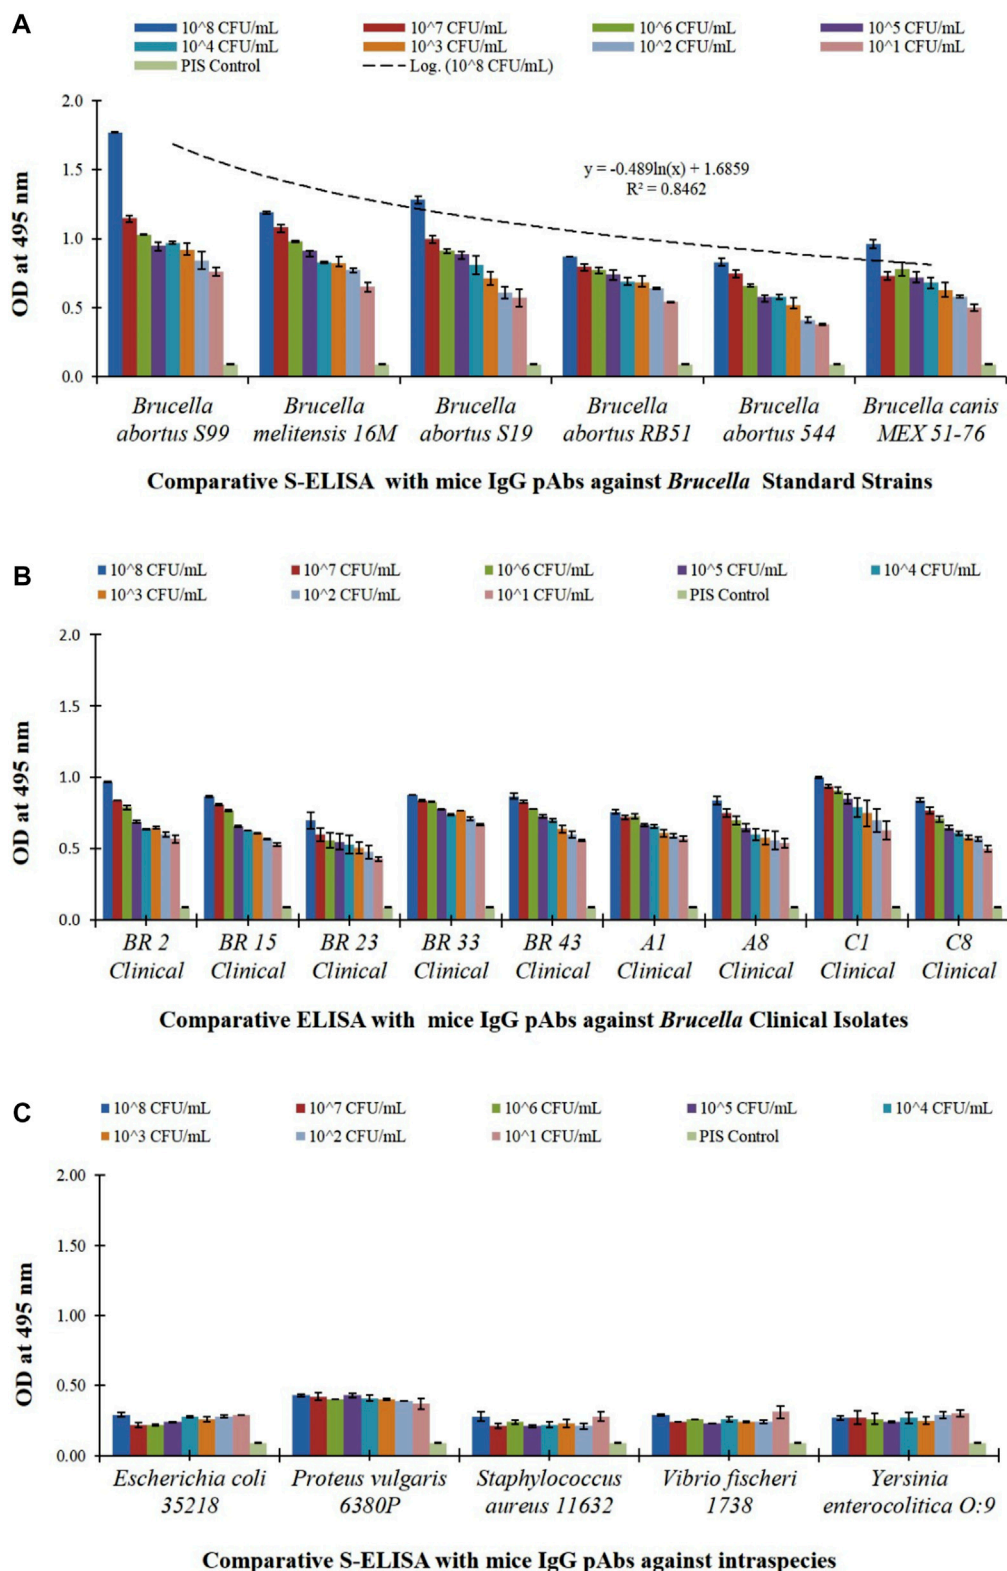 A
10^8 CFU/mL 10^7 CFU/mL 10^6 CFU/mL 10^5 CFU/mL
10^4 CFU/mL 10^3 CFU/mL 10^2 CFU/mL 10^1 CFU/mL
PIS Control Log. (10^8 CFU/mL)
2.0
1.5
1.0
0.5
0.0
OD at 495 nm
y = -0.489ln(x) + 1.6859
R² = 0.8462
Brucella Brucella Brucella Brucella Brucella Brucella canis
abortus S99 melitensis 16M abortus S19 abortus RB51 abortus 544 MEX 51-76
Comparative S-ELISA with mice IgG pAbs against Brucella Standard Strains
B
10^8 CFU/mL 10^7 CFU/mL 10^6 CFU/mL 10^5 CFU/mL 10^4 CFU/mL
10^3 CFU/mL 10^2 CFU/mL 10^1 CFU/mL PIS Control
2.0
1.5
1.0
0.5
0.0
OD at 495 nm
BR 2 BR 15 BR 23 BR 33 BR 43 A1 A8 C1 C8
Clinical Clinical Clinical Clinical Clinical Clinical Clinical Clinical Clinical
Comparative ELISA with mice IgG pAbs against Brucella Clinical Isolates
C
10^8 CFU/mL 10^7 CFU/mL 10^6 CFU/mL 10^5 CFU/mL 10^4 CFU/mL
10^3 CFU/mL 10^2 CFU/mL 10^1 CFU/mL PIS Control
2.00
1.50
1.00
0.50
0.00
OD at 495 nm
Escherichia coli Proteus vulgaris Staphylococcus Vibrio fischeri Yersinia
35218 6380P aureus 11632 1738 enterocolitica O:9
Comparative S-ELISA with mice IgG pAbs against intraspecies